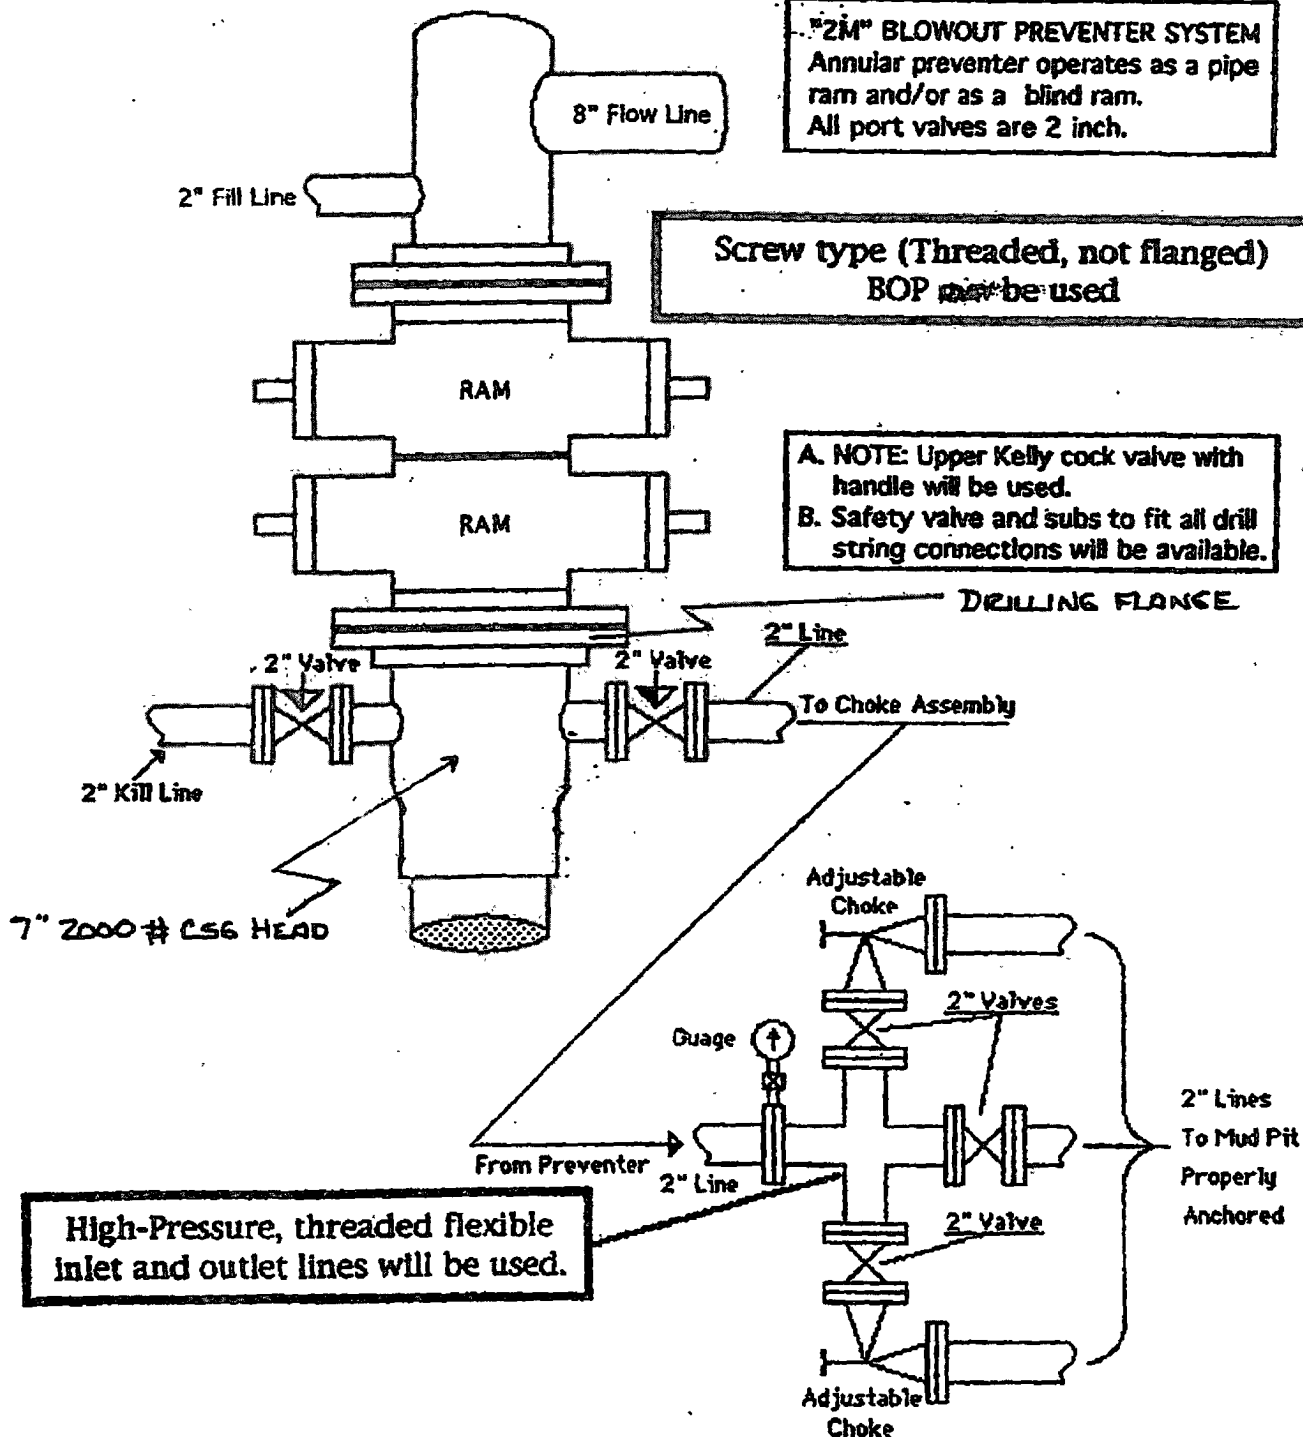 "2M" BLOWOUT PREVENTER SYSTEM
Annular preventer operates as a pipe
ram and/or as a blind ram.
All port valves are 2 inch.
8" Flow Line
2" Fill Line
Screw type (Threaded, not flanged)
BOP may be used
RAM
RAM
A. NOTE: Upper Kelly cock valve with
handle will be used.
B. Safety valve and subs to fit all drill
string connections will be available.
DRILLING FLANGE
2" Line
2" Valve
2" Valve
To Choke Assembly
2" Kill Line
7" 2000 # CSG HEAD
Adjustable
Choke
2" Valves
Guage
2" Lines
To Mud Pit
Properly
Anchored
From Preventer
2" Line
High-Pressure, threaded flexible
inlet and outlet lines will be used.
2" Valve
Adjustable
Choke